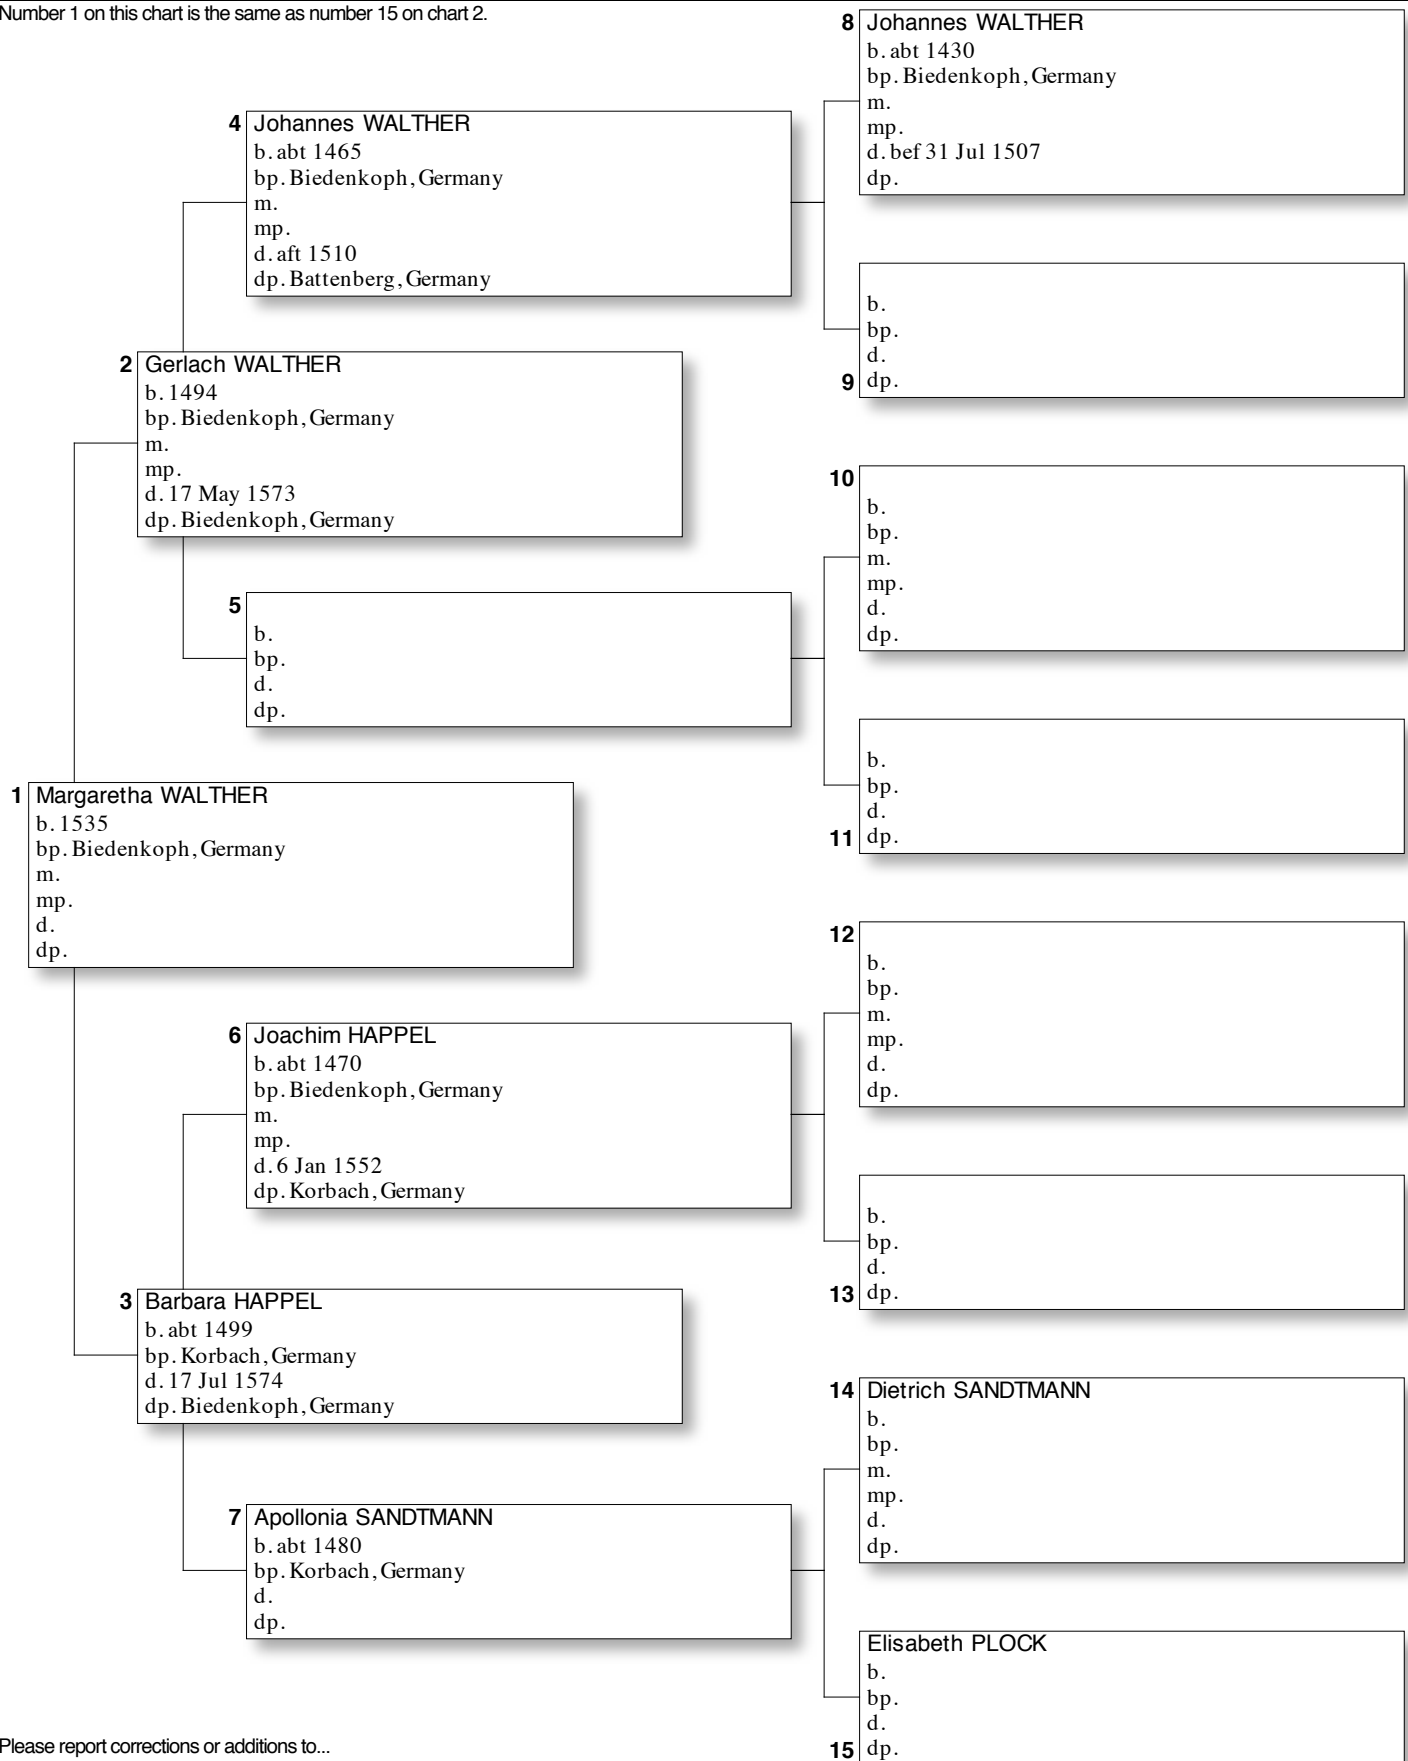 Number 1 on this chart is the same as number 15 on chart 2.
8 Johannes WALTHER
b. abt 1430
bp. Biedenkoph, Germany
m.
mp.
d. bef 31 Jul 1507
dp.
4 Johannes WALTHER
b. abt 1465
bp. Biedenkoph, Germany
m.
mp.
d. aft 1510
dp. Battenberg, Germany
b.
bp.
d.
9 dp.
2 Gerlach WALTHER
b. 1494
bp. Biedenkoph, Germany
m.
mp.
d. 17 May 1573
dp. Biedenkoph, Germany
10
b.
bp.
m.
mp.
d.
dp.
5
b.
bp.
d.
dp.
b.
bp.
d.
11 dp.
1 Margaretha WALTHER
b. 1535
bp. Biedenkoph, Germany
m.
mp.
d.
dp.
12
b.
bp.
m.
mp.
d.
dp.
6 Joachim HAPPEL
b. abt 1470
bp. Biedenkoph, Germany
m.
mp.
d. 6 Jan 1552
dp. Korbach, Germany
b.
bp.
d.
13 dp.
3 Barbara HAPPEL
b. abt 1499
bp. Korbach, Germany
d. 17 Jul 1574
dp. Biedenkoph, Germany
14 Dietrich SANDTMANN
b.
bp.
m.
mp.
d.
dp.
7 Apollonia SANDTMANN
b. abt 1480
bp. Korbach, Germany
d.
dp.
Elisabeth PLOCK
b.
bp.
d.
15 dp.
Please report corrections or additions to...